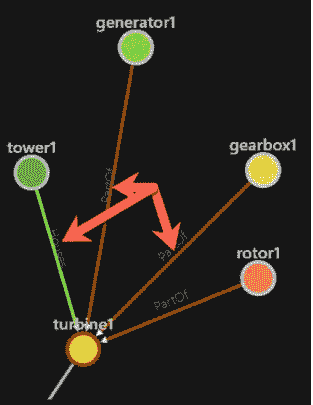 generator1
tower1
gearbox1
PartOf
PartOf
rotor1
PartOf
turbine1